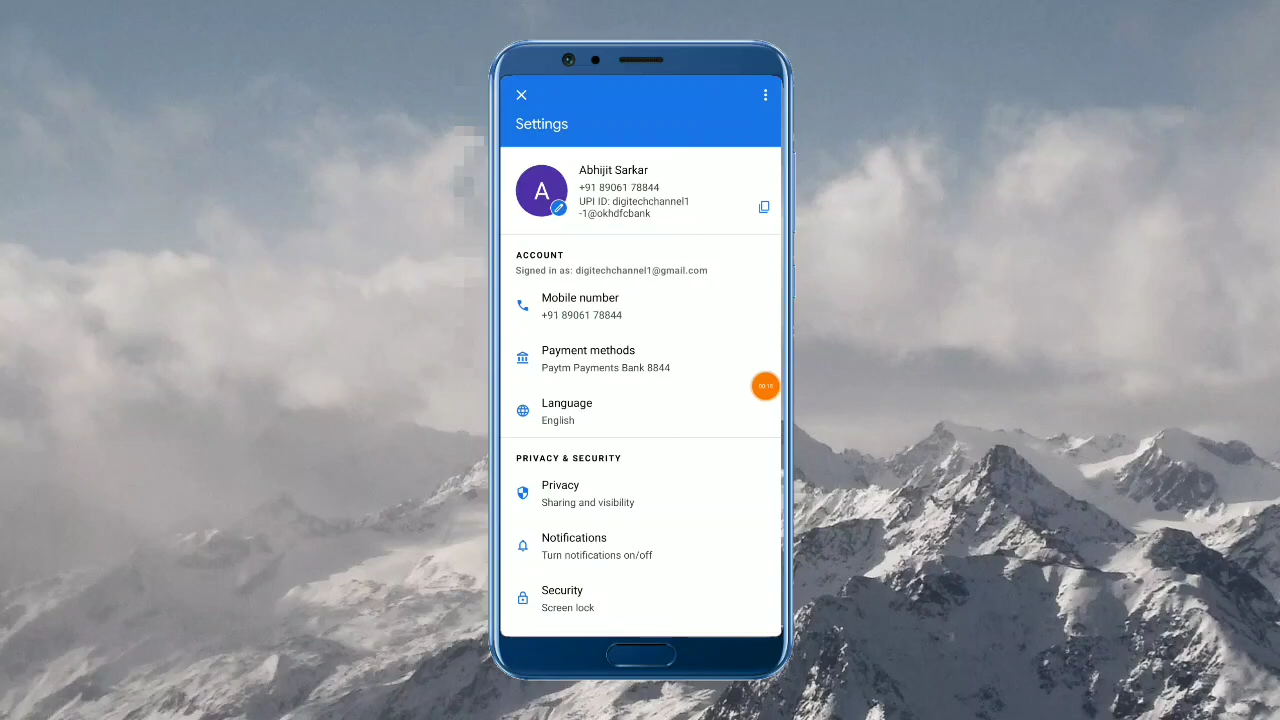 Settings
A
Abhijit Sarkar
+91 89061 78844
UPI ID: digitechchannel1
-1@okhdfcbank
ACCOUNT
Signed in as: digitechchannel1@gmail.com
Mobile number
+91 89061 78844
Payment methods
Paytm Payments Bank 8844
Language
English
PRIVACY & SECURITY
Privacy
Sharing and visibility
Notifications
Turn notifications on/off
Security
Screen lock